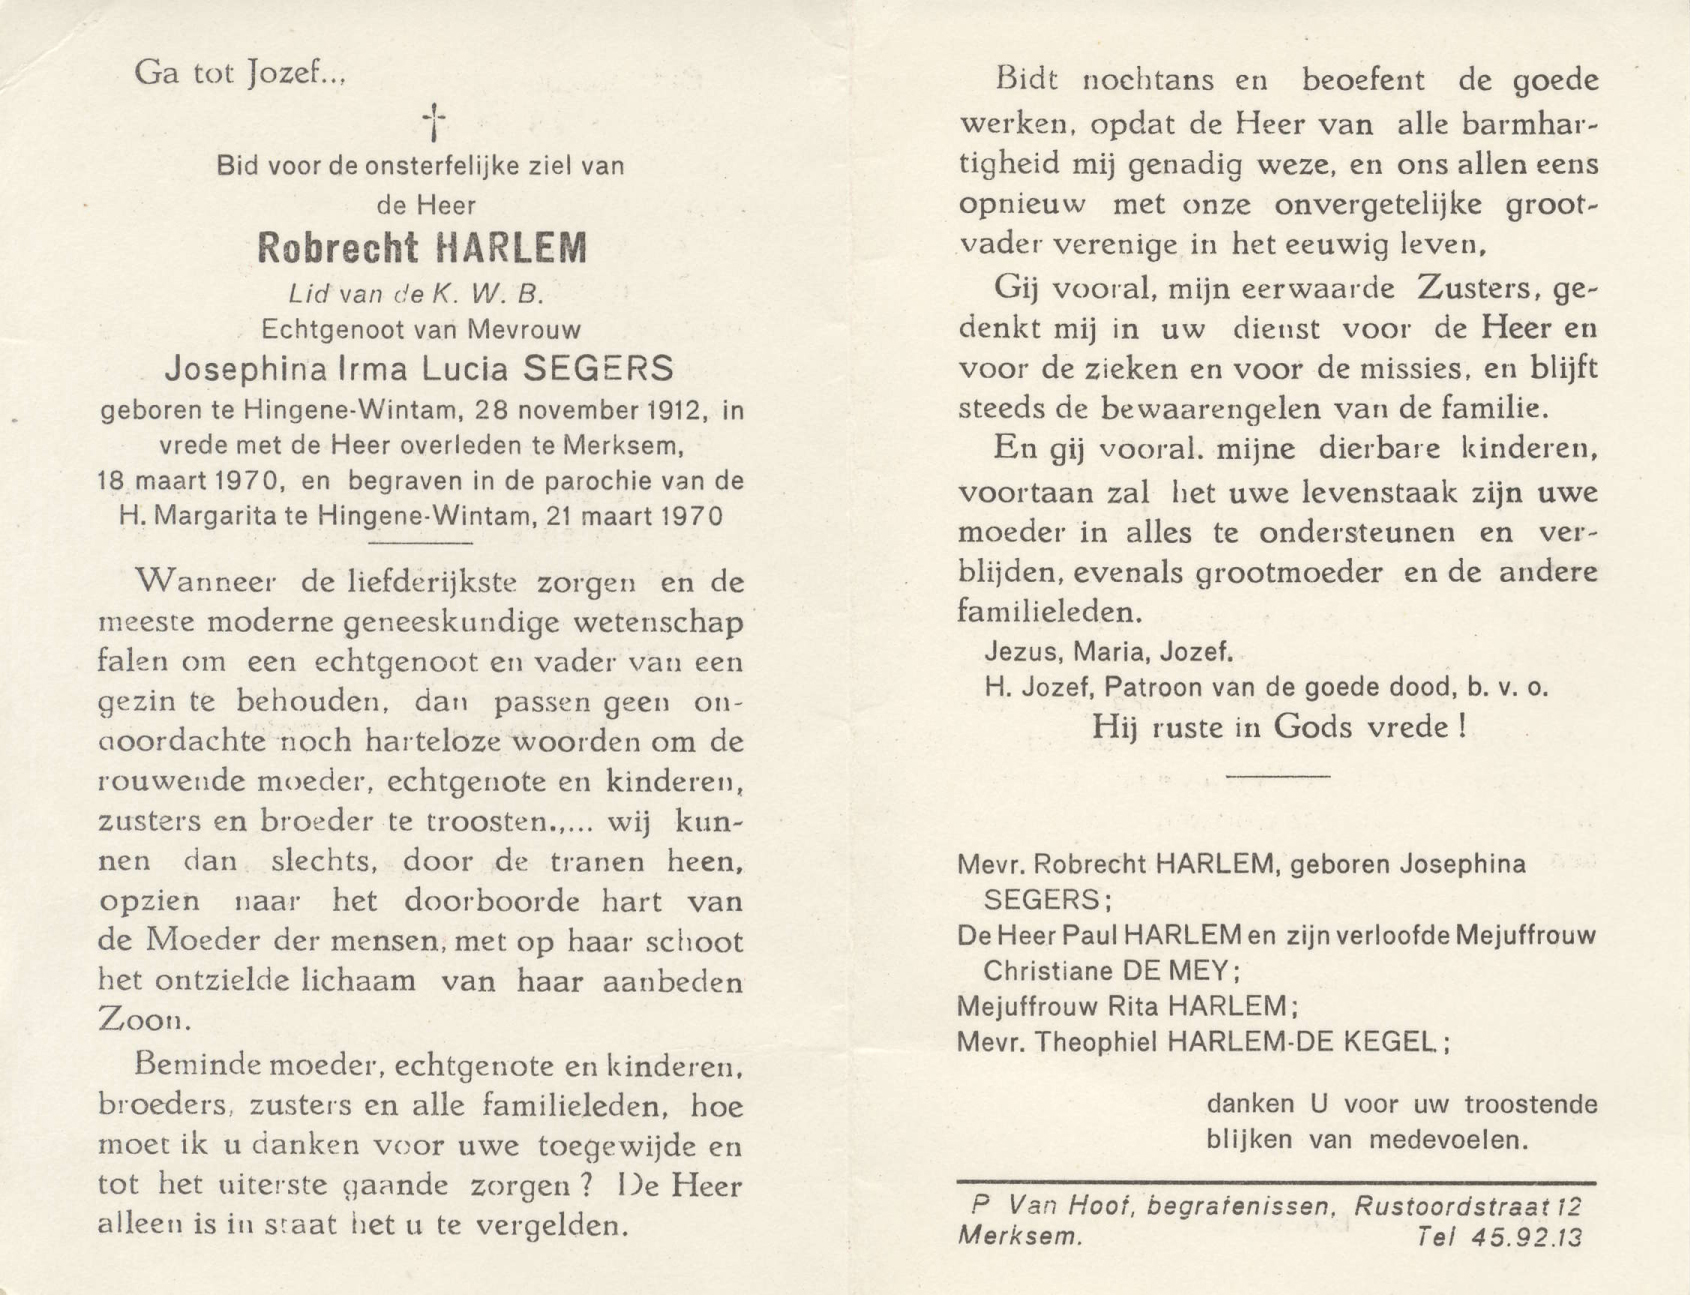 Ga tot Jozef...
Bid voor de onsterfelijke ziel van
de Heer
Robrecht HARLEM
Lid van de K. W. B.
Echtgenoot van Mevrouw
Josephina Irma Lucia SEGERS
geboren te Hingene-Wintam, 28 november 1912, in
vrede met de Heer overleden te Merksem,
18 maart 1970, en begraven in de parochie van de
H. Margarita te Hingene-Wintam, 21 maart 1970
Wanneer de liefderijkste zorgen en de
meeste moderne geneeskundige wetenschap
falen om een echtgenoot en vader van een
gezin te behouden, dan passen geen on-
doordachte noch harteloze woorden om de
rouwende moeder, echtgenote en kinderen,
zusters en broeder te troosten.,... wij kun-
nen dan slechts, door de tranen heen,
opzien naar het doorboorde hart van
de Moeder der mensen, met op haar schoot
het ontzielde lichaam van haar aanbeden
Zoon.
Beminde moeder, echtgenote en kinderen,
broeders, zusters en alle familieleden, hoe
moet ik u danken voor uwe toegewijde en
tot het uiterste gaande zorgen ? De Heer
alleen is in staat het u te vergelden.
Bidt nochtans en beoefent de goede
werken, opdat de Heer van alle barmhar-
tigheid mij genadig weze, en ons allen eens
opnieuw met onze onvergetelijke groot-
vader verenige in het eeuwig leven,
Gij vooral, mijn eerwaarde Zusters, ge-
denkt mij in uw dienst voor de Heer en
voor de zieken en voor de missies, en blijft
steeds de bewaarengelen van de familie.
En gij vooral. mijne dierbare kinderen,
voortaan zal het uwe levenstaak zijn uwe
moeder in alles te ondersteunen en ver-
blijden, evenals grootmoeder en de andere
familieleden.
Jezus, Maria, Jozef.
H. Jozef, Patroon van de goede dood, b. v. o.
Hij ruste in Gods vrede !
Mevr. Robrecht HARLEM, geboren Josephina
SEGERS;
De Heer Paul HARLEM en zijn verloofde Mejuffrouw
Christiane DE MEY;
Mejuffrouw Rita HARLEM;
Mevr. Theophiel HARLEM-DE KEGEL;
danken U voor uw troostende
blijken van medevoelen.
P Van Hoof, begrafenissen, Rustoordstraat 12
Merksem. Tel 45.92.13